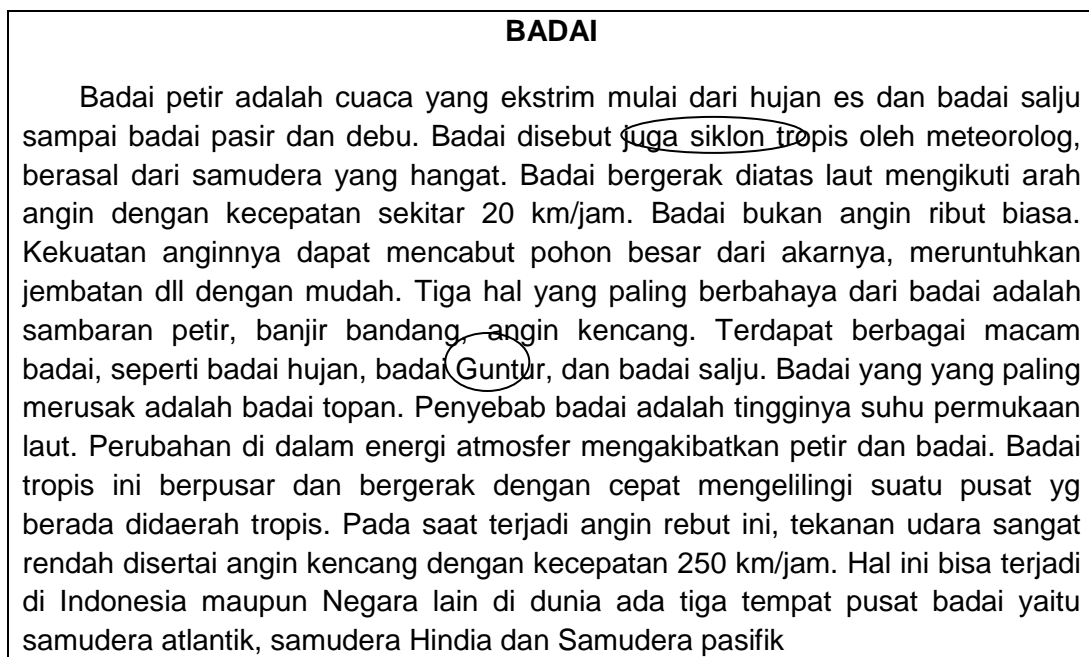 BADAI
Badai petir adalah cuaca yang ekstrim mulai dari hujan es dan badai salju
sampai badai pasir dan debu. Badai disebut juga siklon tropis oleh meteorolog,
berasal dari samudera yang hangat. Badai bergerak diatas laut mengikuti arah
angin dengan kecepatan sekitar 20 km/jam. Badai bukan angin ribut biasa.
Kekuatan anginnya dapat mencabut pohon besar dari akarnya, meruntuhkan
jembatan dll dengan mudah. Tiga hal yang paling berbahaya dari badai adalah
sambaran petir, banjir bandang, angin kencang. Terdapat berbagai macam
badai, seperti badai hujan, badai Guntur, dan badai salju. Badai yang yang paling
merusak adalah badai topan. Penyebab badai adalah tingginya suhu permukaan
laut. Perubahan di dalam energi atmosfer mengakibatkan petir dan badai. Badai
tropis ini berpusar dan bergerak dengan cepat mengelilingi suatu pusat yg
berada didaerah tropis. Pada saat terjadi angin rebut ini, tekanan udara sangat
rendah disertai angin kencang dengan kecepatan 250 km/jam. Hal ini bisa terjadi
di Indonesia maupun Negara lain di dunia ada tiga tempat pusat badai yaitu
samudera atlantik, samudera Hindia dan Samudera pasifik